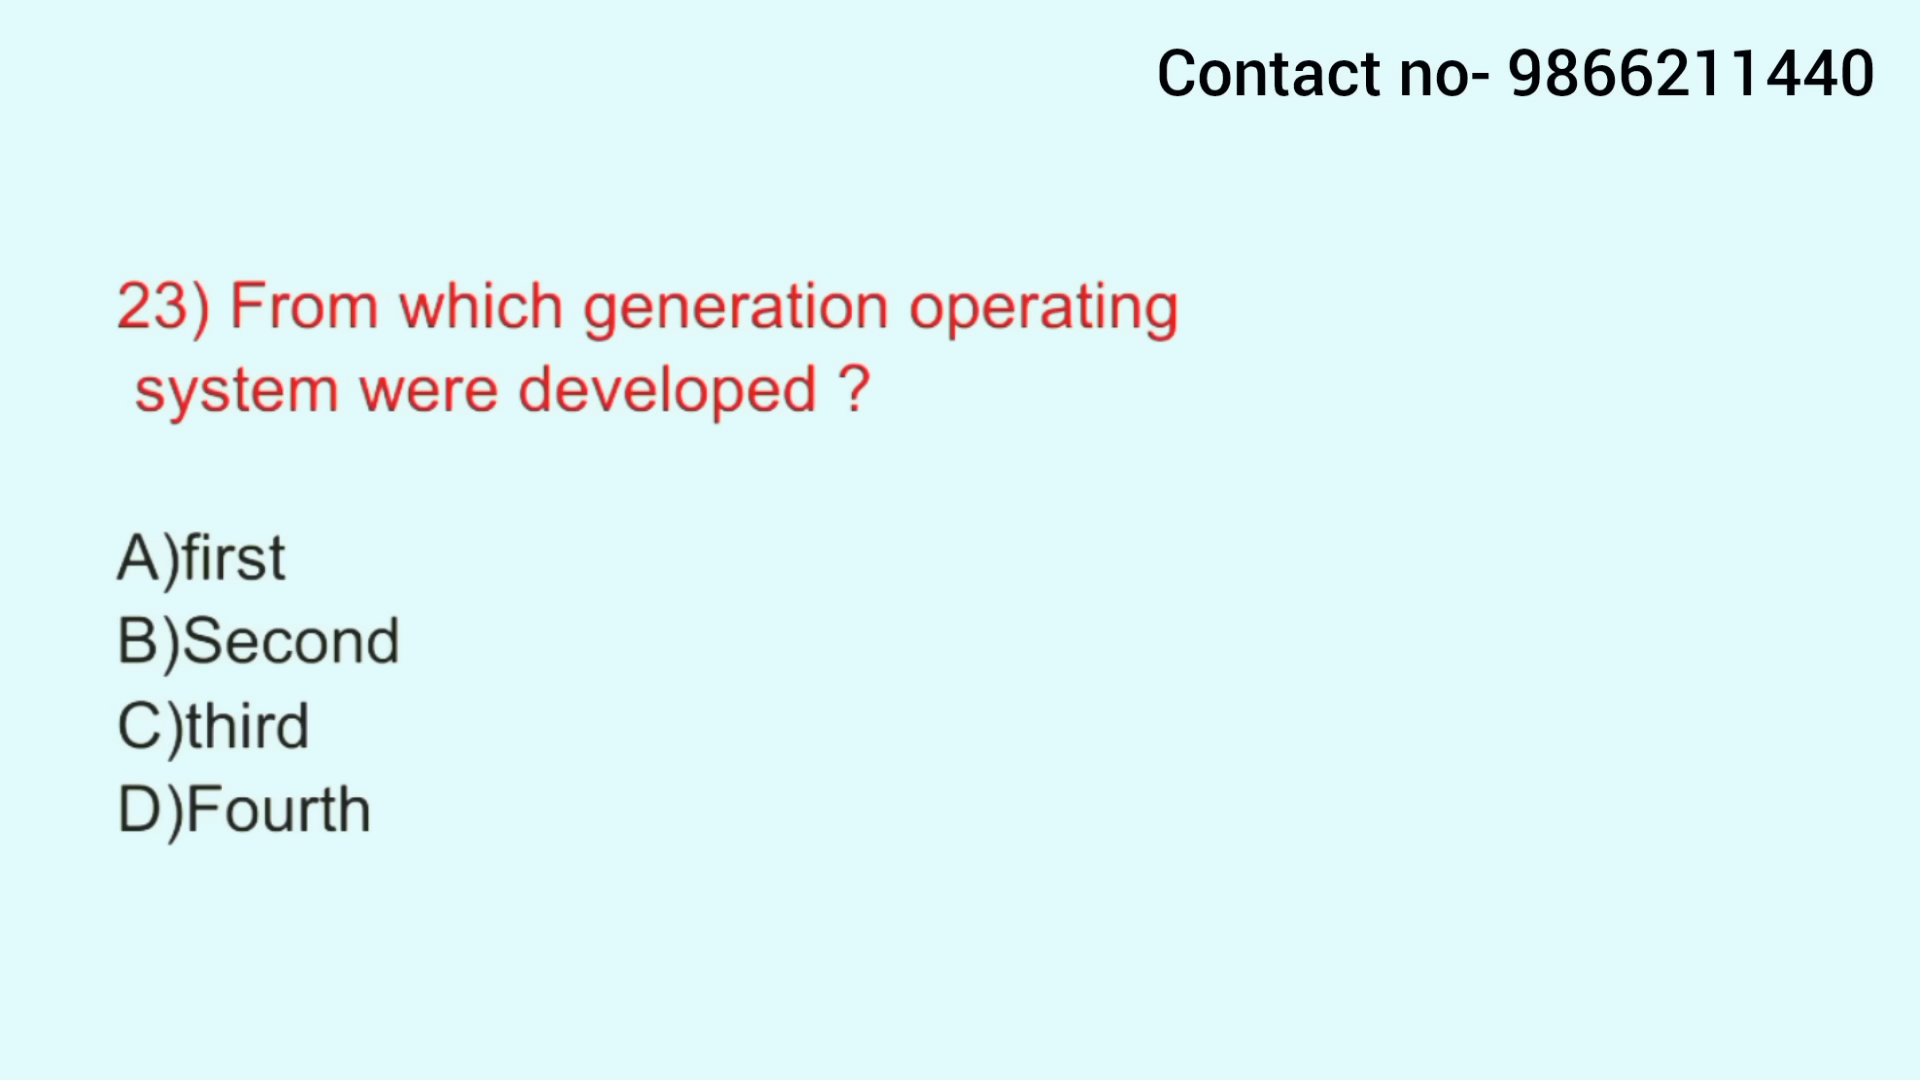 Contact no- 9866211440
23) From which generation operating
system were developed ?
A)first
B)Second
C)third
D)Fourth